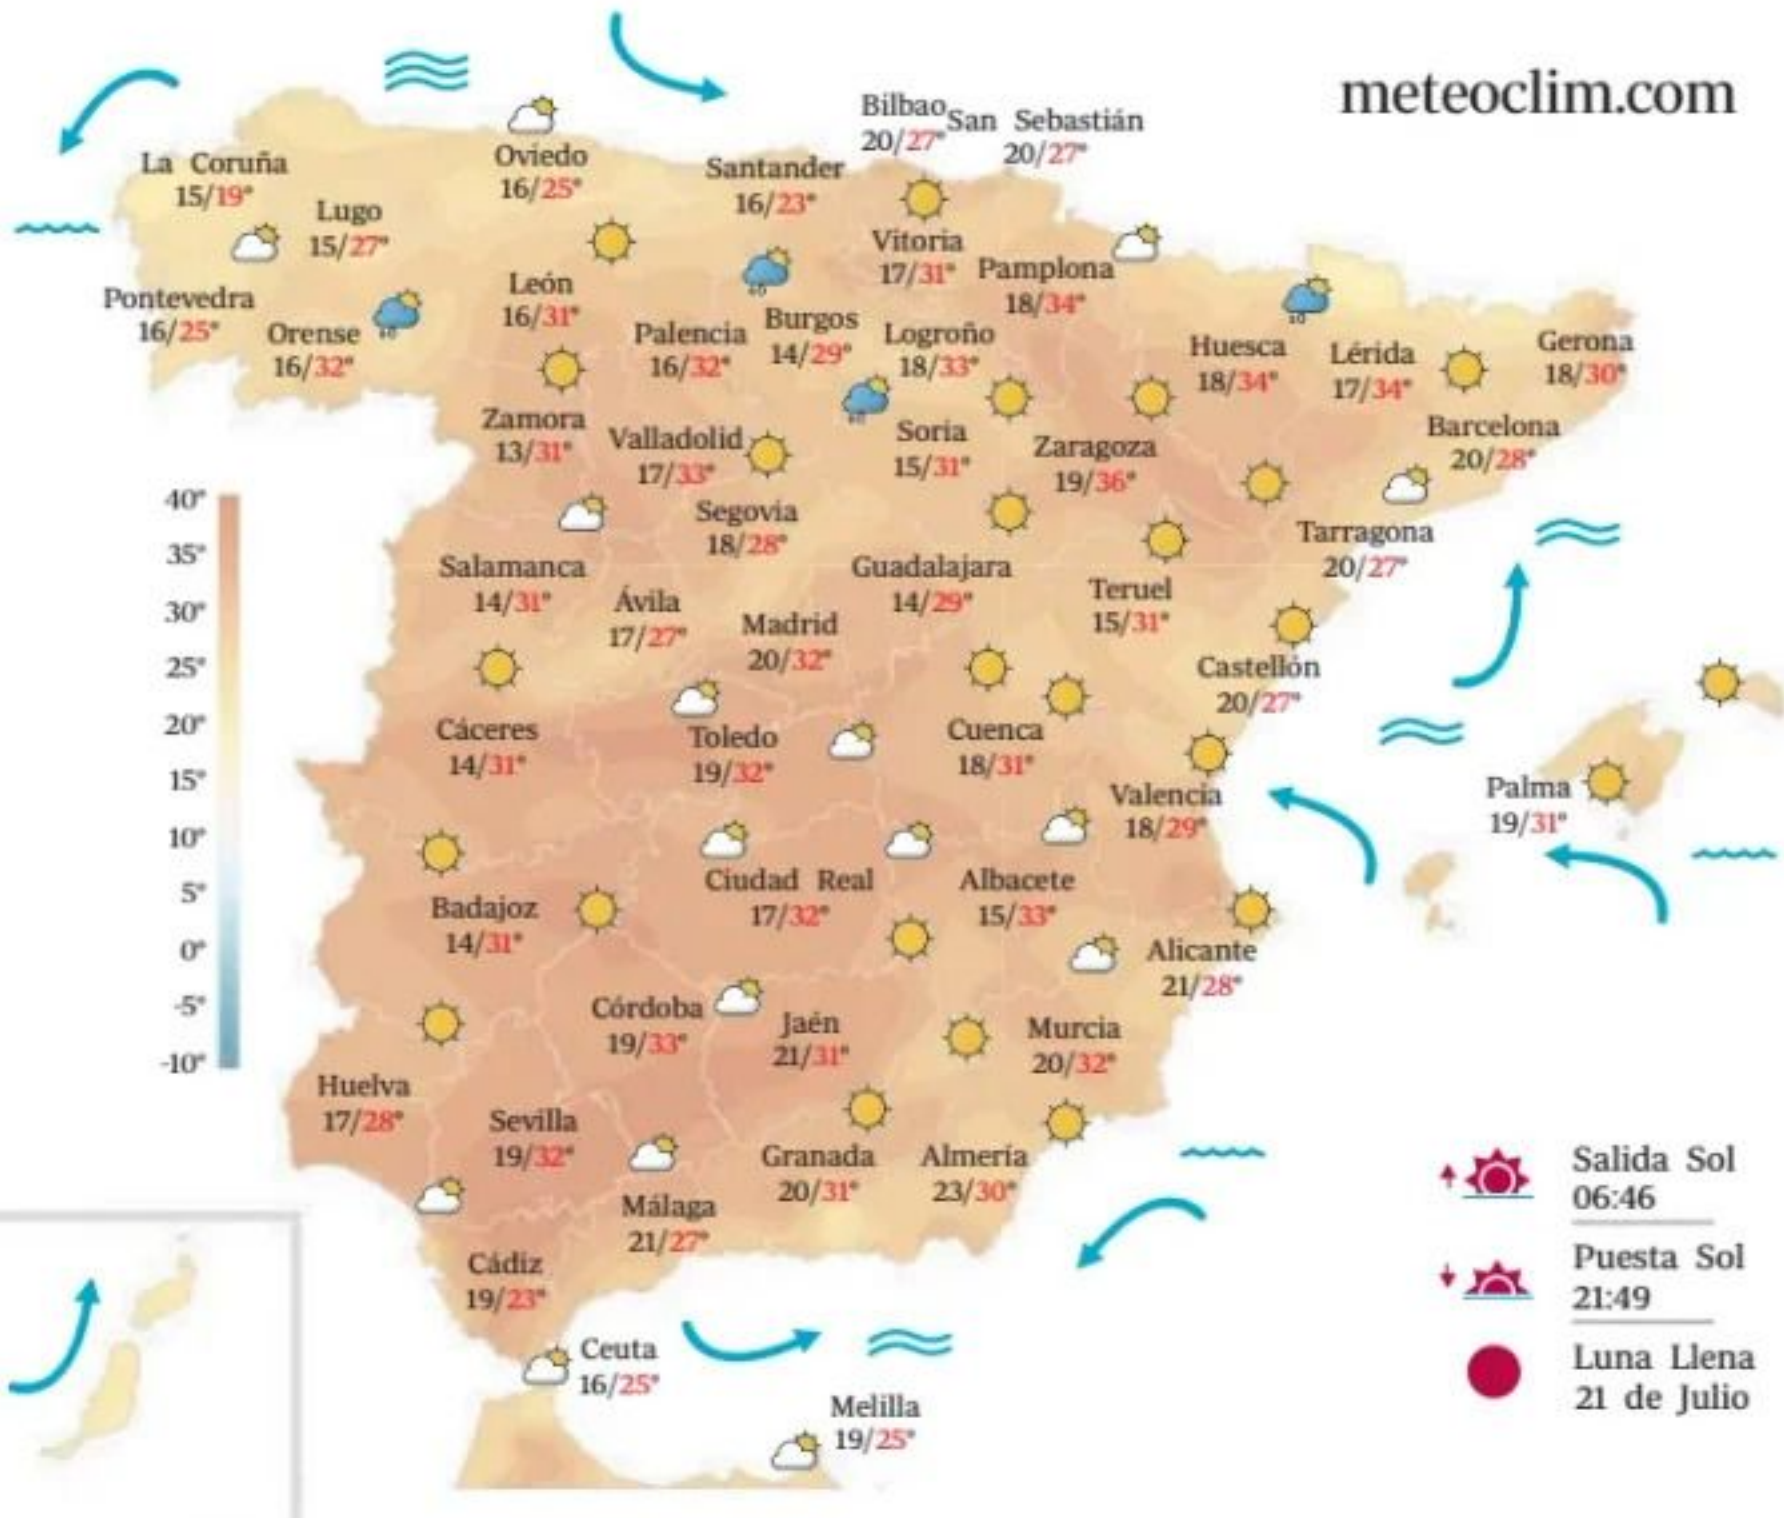 meteoclim.com
Bilbao
20/27°
San Sebastián
20/27°
La Coruña
15/19°
Oviedo
16/25°
Santander
16/23°
Lugo
15/27°
Vitoria
17/31°
Pamplona
18/34°
León
16/31°
Pontevedra
16/25°
Orense
16/32°
Palencia
16/32°
Burgos
14/29°
Logroño
18/33°
Huesca
18/34°
Lérida
17/34°
Gerona
18/30°
Zamora
13/31°
Valladolid
17/33°
Soria
15/31°
Zaragoza
19/36°
Barcelona
20/28°
Segovia
18/28°
Tarragona
20/27°
Salamanca
14/31°
Ávila
17/27°
Guadalajara
14/29°
Teruel
15/31°
Madrid
20/32°
Castellón
20/27°
Cáceres
14/31°
Toledo
19/32°
Cuenca
18/31°
Valencia
18/29°
Palma
19/31°
Badajoz
14/31°
Ciudad Real
17/32°
Albacete
15/33°
Alicante
21/28°
Córdoba
19/33°
Jaén
21/31°
Murcia
20/32°
Huelva
17/28°
Sevilla
19/32°
Granada
20/31°
Almería
23/30°
Málaga
21/27°
Cádiz
19/23°
Ceuta
16/25°
Melilla
19/25°
40°
35°
30°
25°
20°
15°
10°
5°
0°
-5°
-10°
Salida Sol
06:46
Puesta Sol
21:49
Luna Llena
21 de Julio